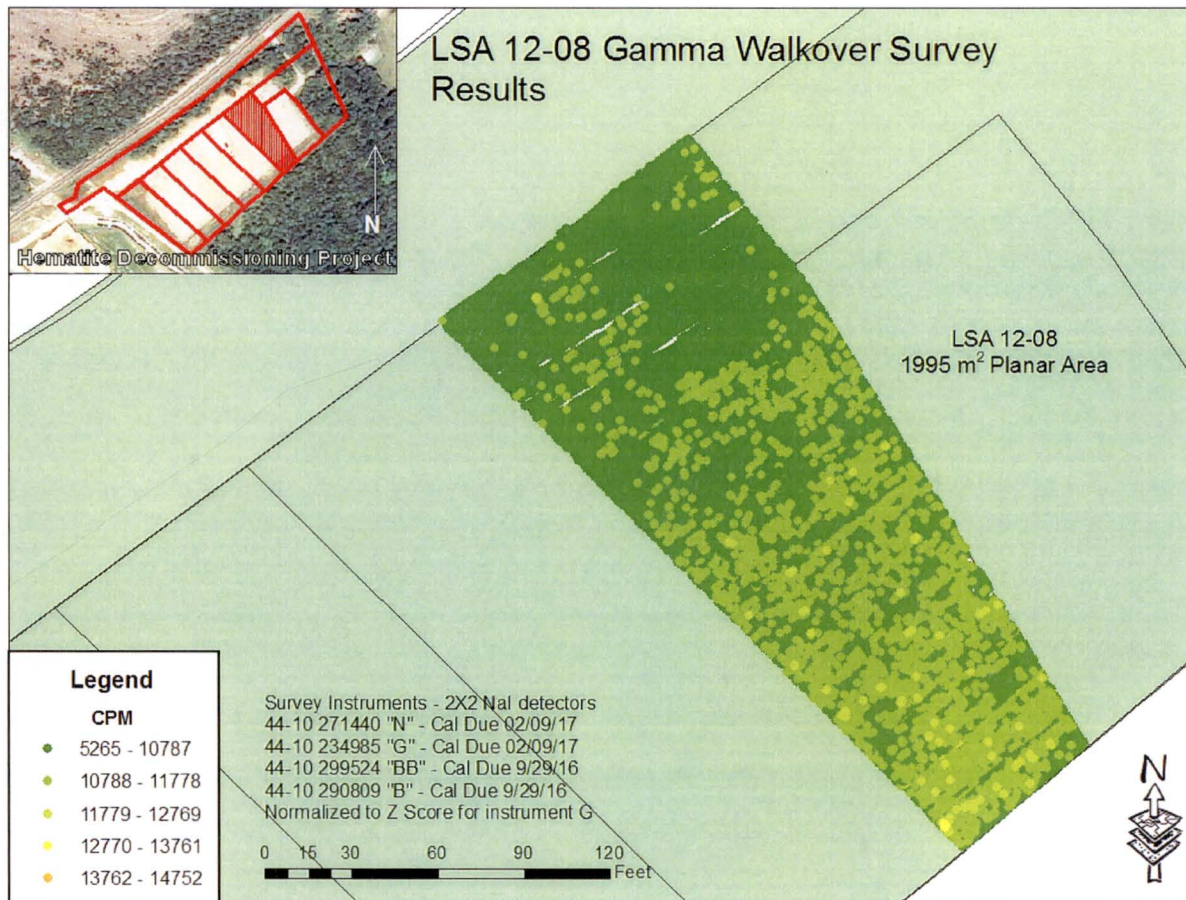 LSA 12-08 Gamma Walkover Survey
Results
N
Hematite Decommissioning Project
LSA 12-08
1995 m² Planar Area
Legend
CPM
5265 - 10787
10788 - 11778
11779 - 12769
12770 - 13761
13762 - 14752
Survey Instruments - 2X2 NaI detectors
44-10 271440 "N" - Cal Due 02/09/17
44-10 234985 "G" - Cal Due 02/09/17
44-10 299524 "BB" - Cal Due 9/29/16
44-10 290809 "B" - Cal Due 9/29/16
Normalized to Z Score for instrument G
0 15 30 60 90 120
Feet
N